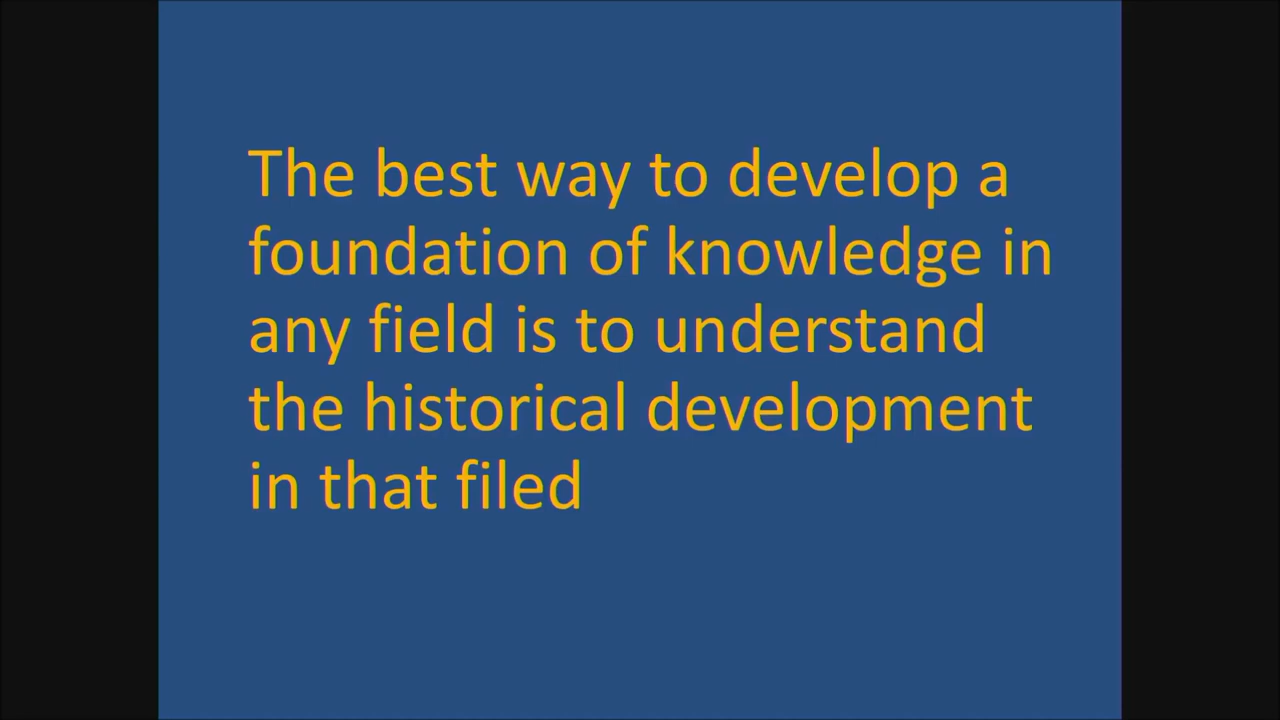 The best way to develop a
foundation of knowledge in
any field is to understand
the historical development
in that filed